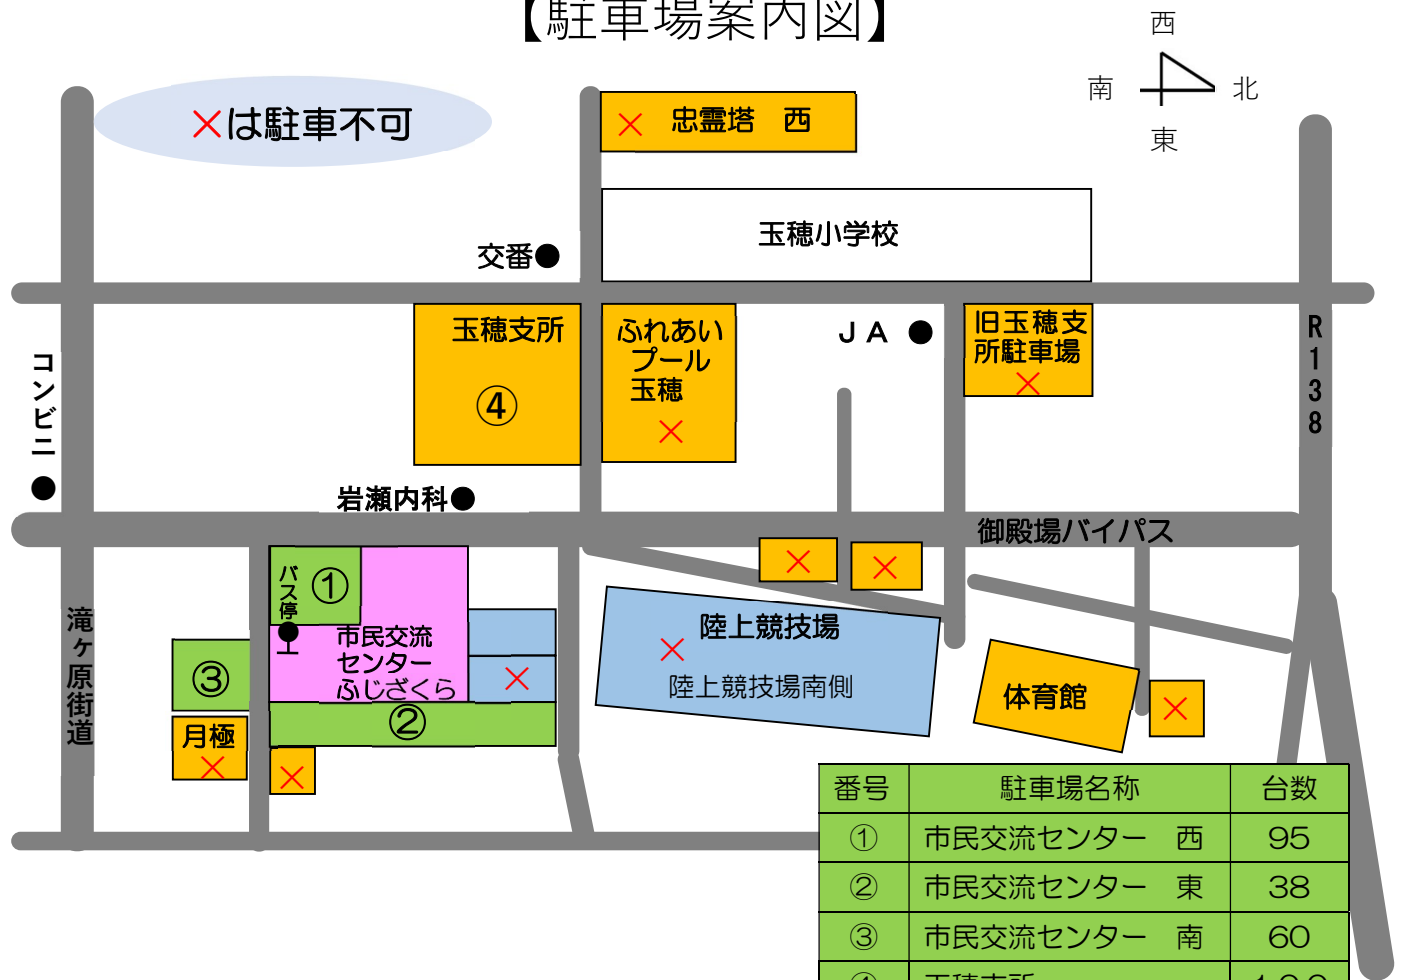 【駐車場案内図】
西
南
北
東
×は駐車不可
× 忠霊塔 西
玉穂小学校
交番●
玉穂支所
④
ふれあい
プール
玉穂
×
JA ●
旧玉穂支
所駐車場
×
R138
コンビニ
●
岩瀬内科●
御殿場バイパス
×
×
バス停
①
市民交流
センター
ふじざくら
×
②
③
月極
×
×
滝ヶ原街道
陸上競技場
×
陸上競技場南側
体育館
×
番号 駐車場名称 台数
① 市民交流センター 西 95
② 市民交流センター 東 38
③ 市民交流センター 南 60